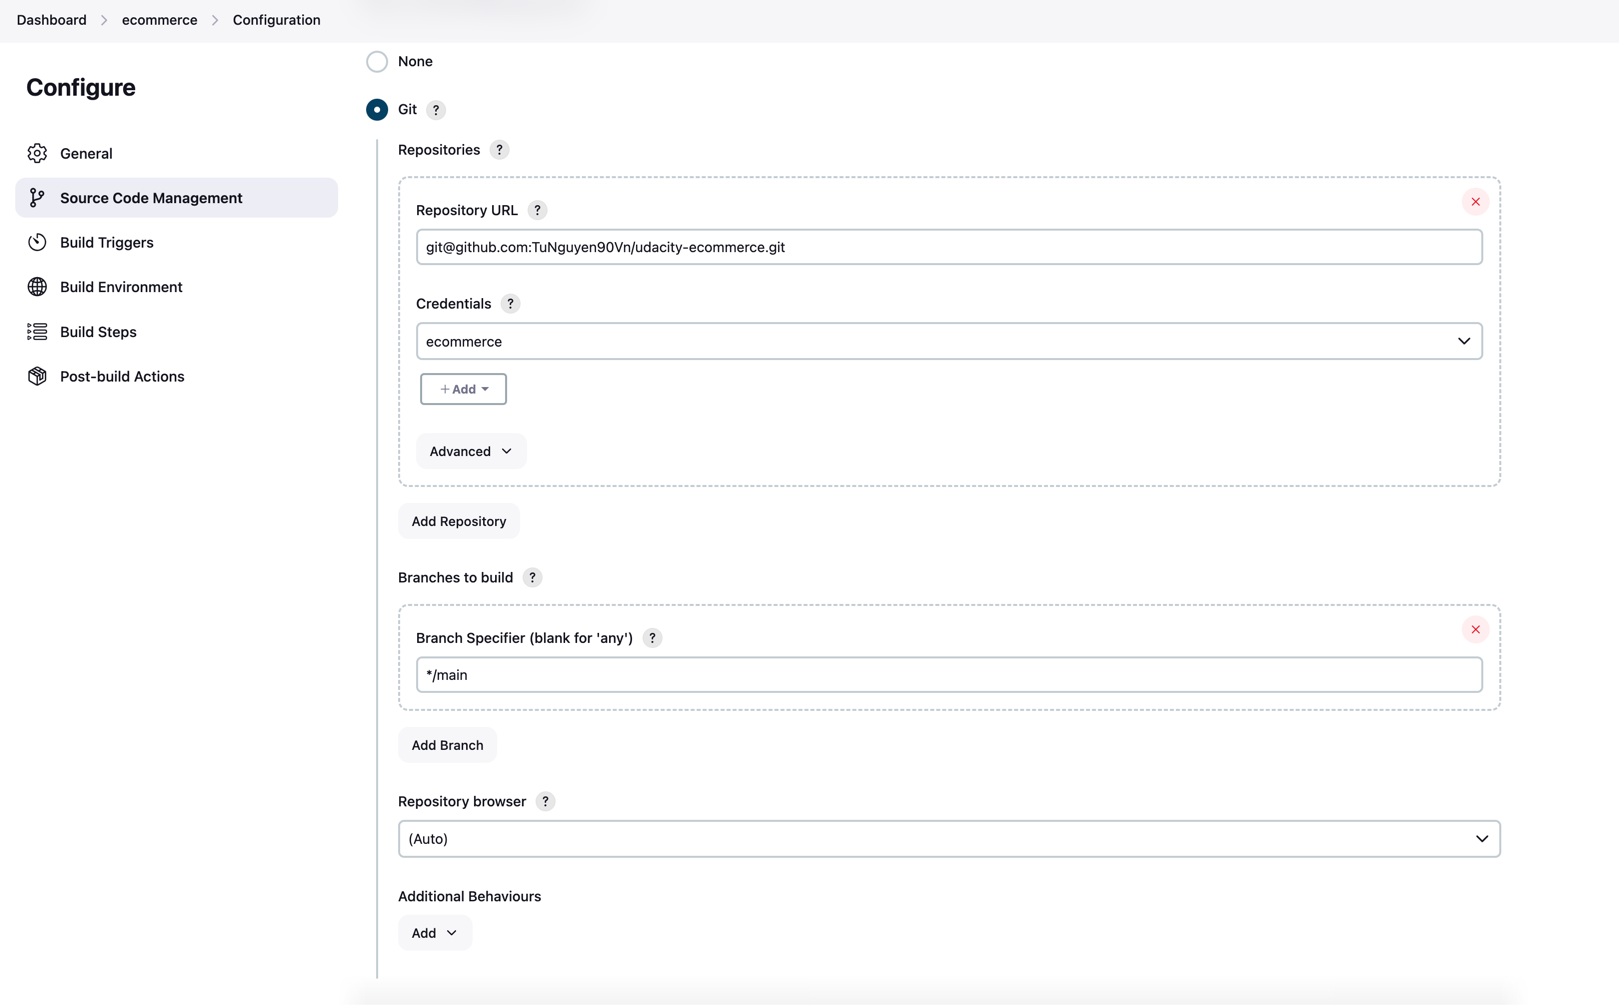 Dashboard > ecommerce > Configuration
Configure
General
Source Code Management
Build Triggers
Build Environment
Build Steps
Post-build Actions
None
Git ?
Repositories ?
Repository URL ?
git@github.com:TuNguyen90Vn/udacity-ecommerce.git
Credentials ?
ecommerce
+ Add
Advanced
Add Repository
Branches to build ?
Branch Specifier (blank for 'any') ?
*/main
Add Branch
Repository browser ?
(Auto)
Additional Behaviours
Add